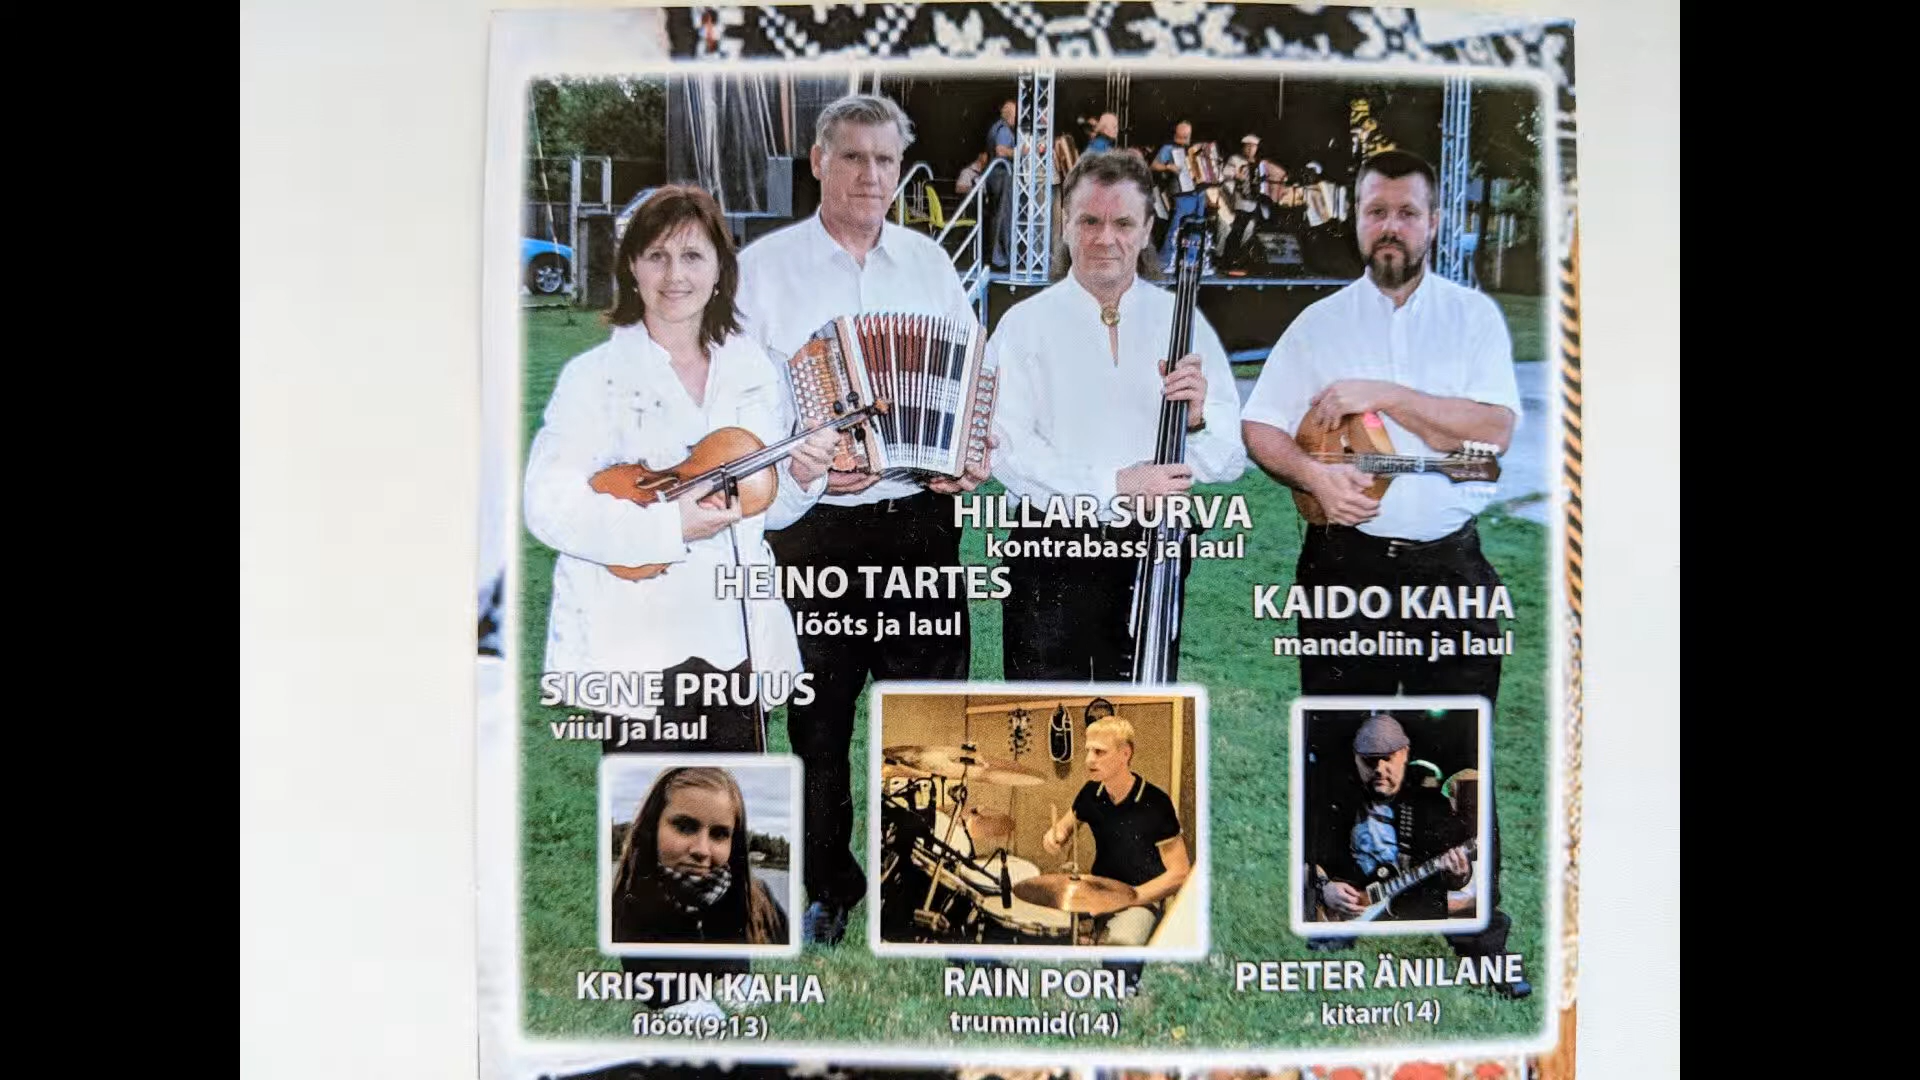 HILLAR SURVA
kontrabass ja laul
HEINO TARTES
lõõts ja laul
KAIDO KAHA
mandoliin ja laul
SIGNE PRUUS
viiul ja laul
KRISTIN KAHA
flööt(9;13)
RAIN PORI
trummid(14)
PEETER ÄNILANE
kitarr(14)